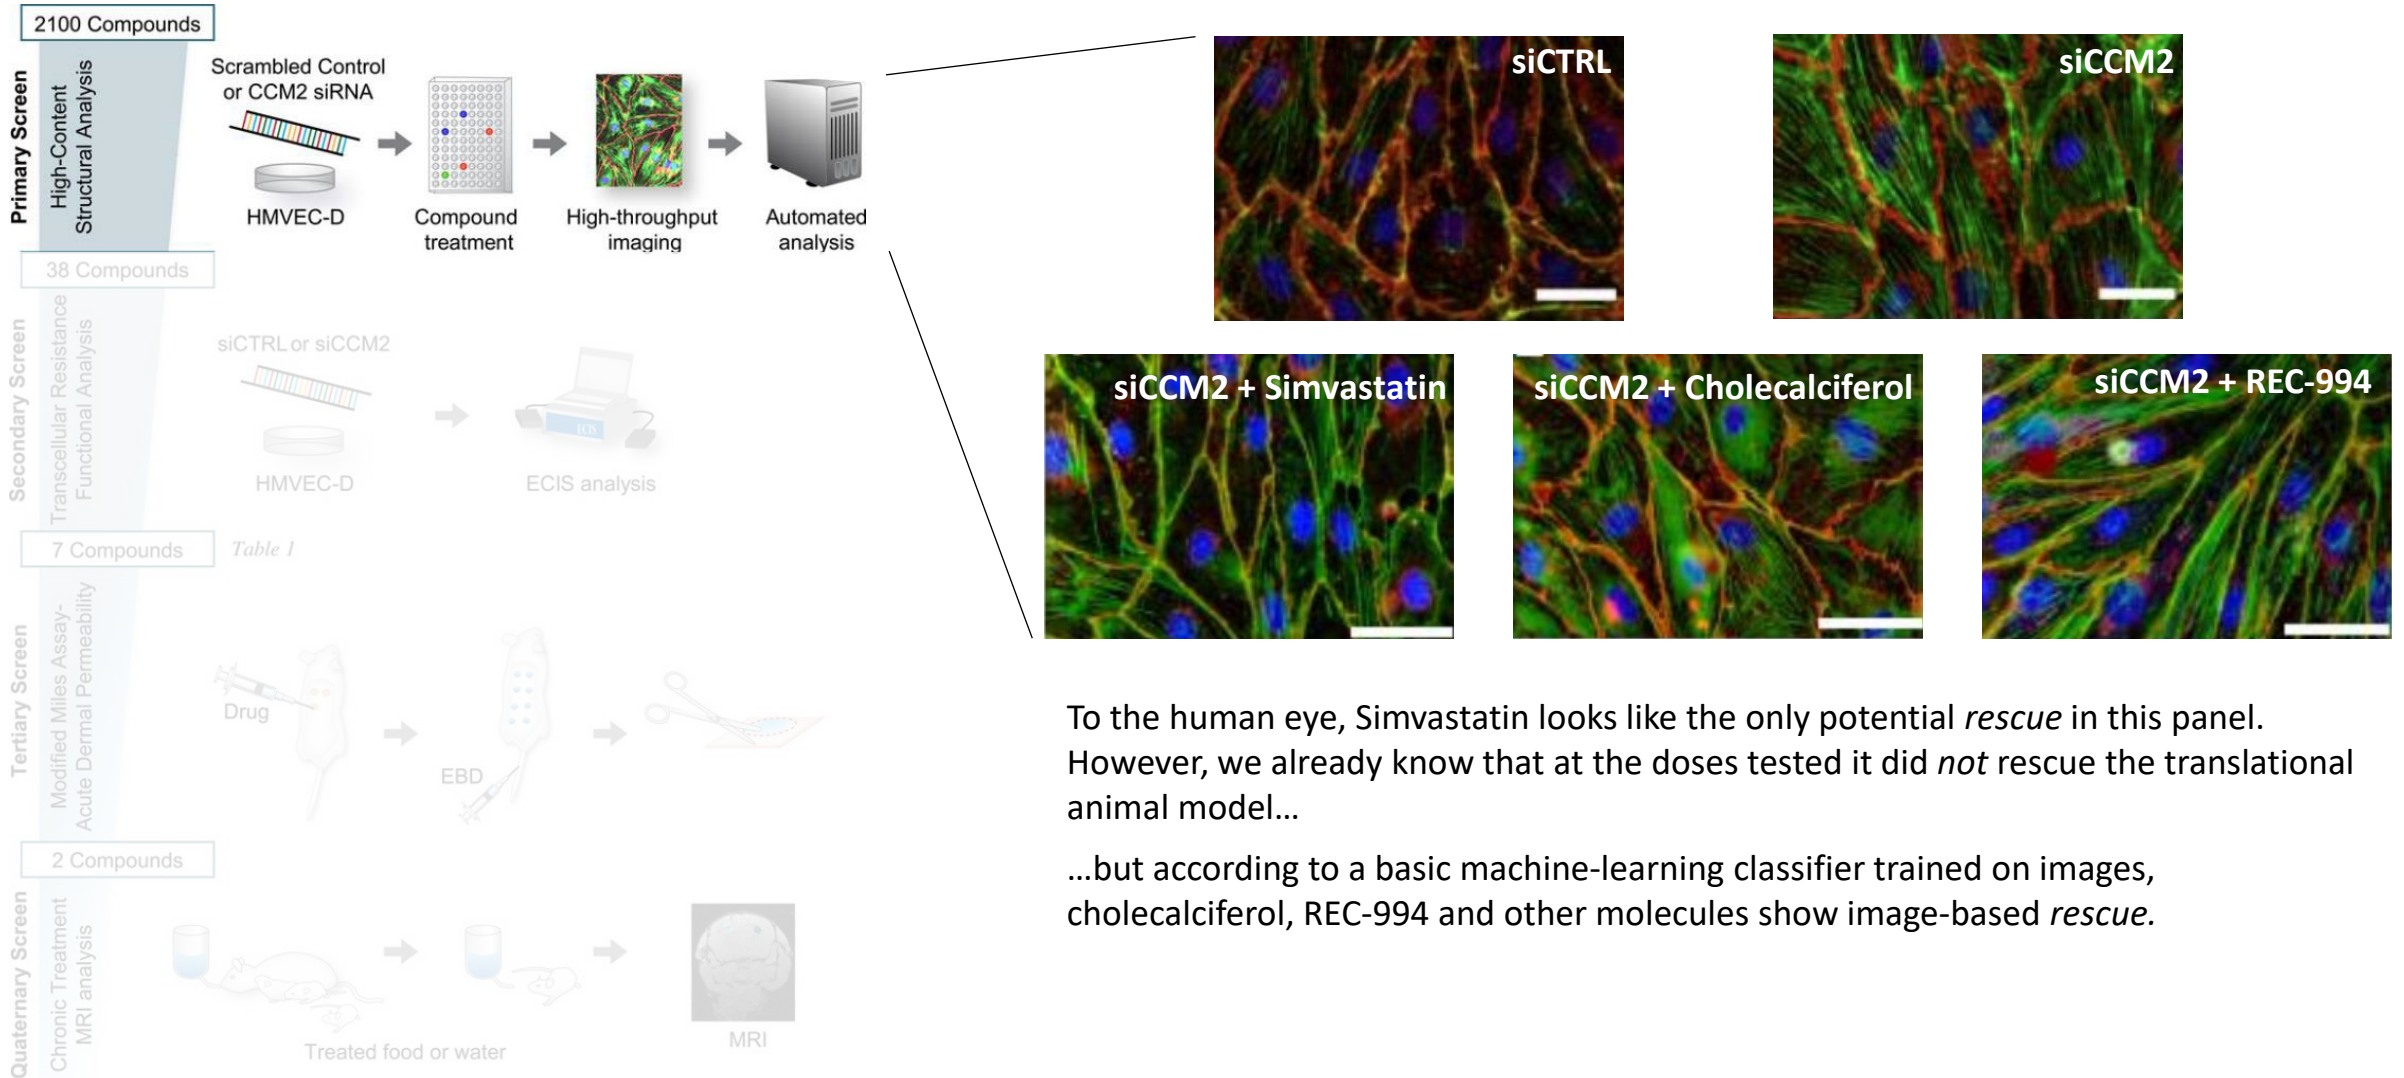 2100 Compounds
Primary Screen
High-Content
Structural Analysis
Scrambled Control
or CCM2 siRNA
HMVEC-D
Compound
treatment
High-throughput
imaging
Automated
analysis
38 Compounds
Secondary Screen
Transcellular Resistance
Functional Analysis
siCTRL or siCCM2
HMVEC-D
ECIS
ECIS analysis
7 Compounds
Table 1
Tertiary Screen
Modified Miles Assay-
Acute Dermal Permeability
Drug
EBD
2 Compounds
Quaternary Screen
Chronic Treatment
MRI analysis
Treated food or water
MRI
siCTRL
siCCM2
siCCM2 + Simvastatin
siCCM2 + Cholecalciferol
siCCM2 + REC-994
To the human eye, Simvastatin looks like the only potential rescue in this panel.
However, we already know that at the doses tested it did not rescue the translational
animal model…
…but according to a basic machine-learning classifier trained on images,
cholecalciferol, REC-994 and other molecules show image-based rescue.